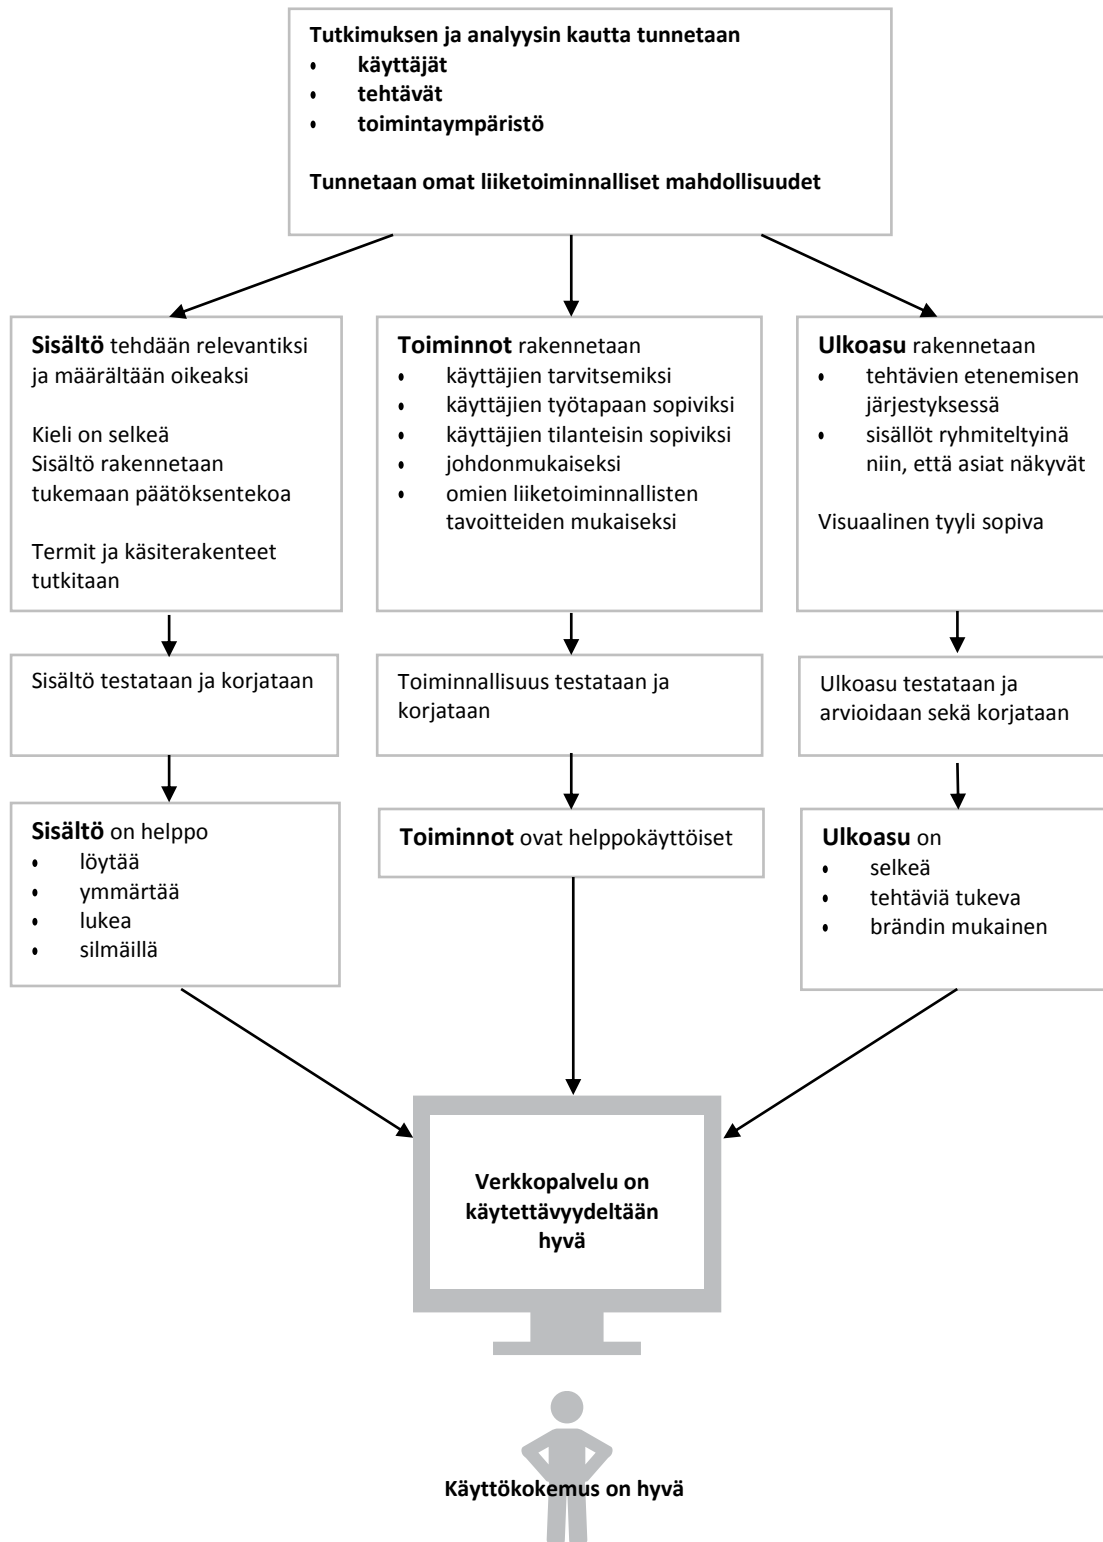 Tutkimuksen ja analyysin kautta tunnetaan
• käyttäjät
• tehtävät
• toimintaympäristö
Tunnetaan omat liiketoiminnalliset mahdollisuudet
Sisältö tehdään relevantiksi
ja määrältään oikeaksi
Kieli on selkeä
Sisältö rakennetaan
tukemaan päätöksentekoa
Termit ja käsiterakenteet
tutkitaan
Toiminnot rakennetaan
• käyttäjien tarvitsemiksi
• käyttäjien työtapaan sopiviksi
• käyttäjien tilanteisin sopiviksi
• johdonmukaiseksi
• omien liiketoiminnallisten
tavoitteiden mukaiseksi
Ulkoasu rakennetaan
• tehtävien etenemisen
järjestyksessä
• sisällöt ryhmiteltyinä
niin, että asiat näkyvät
Visuaalinen tyyli sopiva
Sisältö testataan ja korjataan
Toiminnallisuus testataan ja
korjataan
Ulkoasu testataan ja
arvioidaan sekä korjataan
Sisältö on helppo
• löytää
• ymmärtää
• lukea
• silmäillä
Toiminnot ovat helppokäyttöiset
Ulkoasu on
• selkeä
• tehtäviä tukeva
• brändin mukainen
Verkkopalvelu on
käytettävyydeltään
hyvä
Käyttökokemus on hyvä